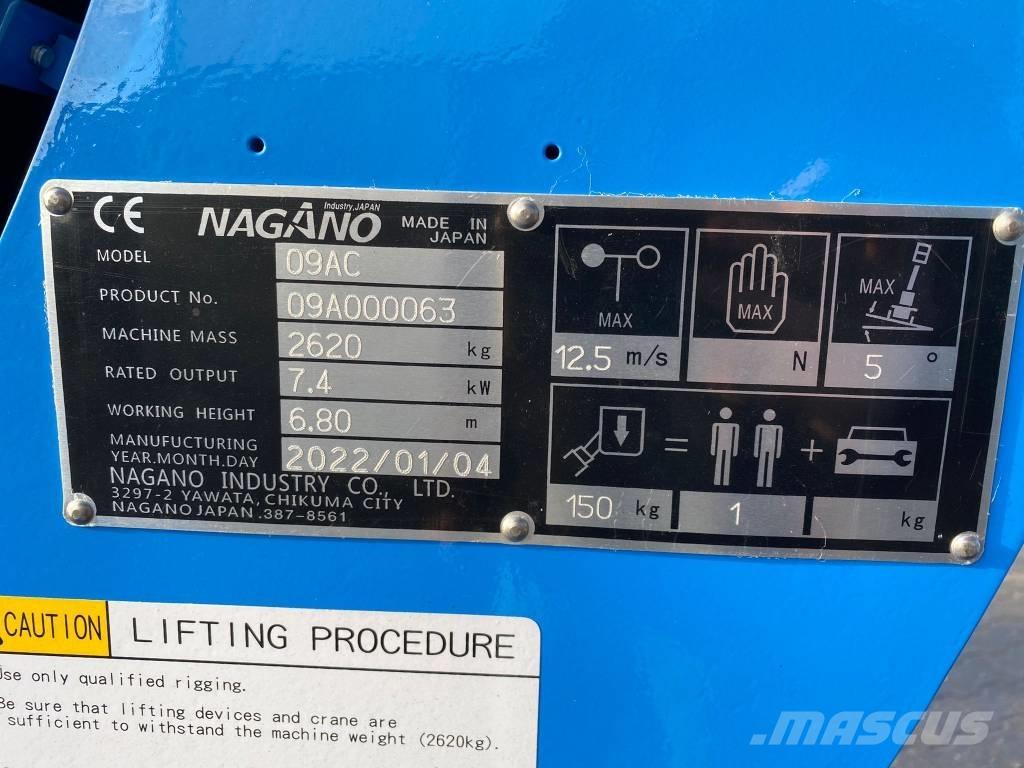 CE NAGANO Industry,JAPAN MADE IN JAPAN
MODEL 09AC
PRODUCT No. 09A000063
MACHINE MASS 2620 kg
RATED OUTPUT 7.4 kW
WORKING HEIGHT 6.80 m
MANUFUCTURING
YEAR.MONTH.DAY 2022/01/04
NAGANO INDUSTRY CO., LTD.
3297-2 YAWATA, CHIKUMA CITY
NAGANO JAPAN .387-8561
MAX
12.5 m/s
MAX
N
MAX
5 °
= +
150 kg 1 kg
CAUTION LIFTING PROCEDURE
Use only qualified rigging.
Be sure that lifting devices and crane are
sufficient to withstand the machine weight (2620kg).
MASCUS